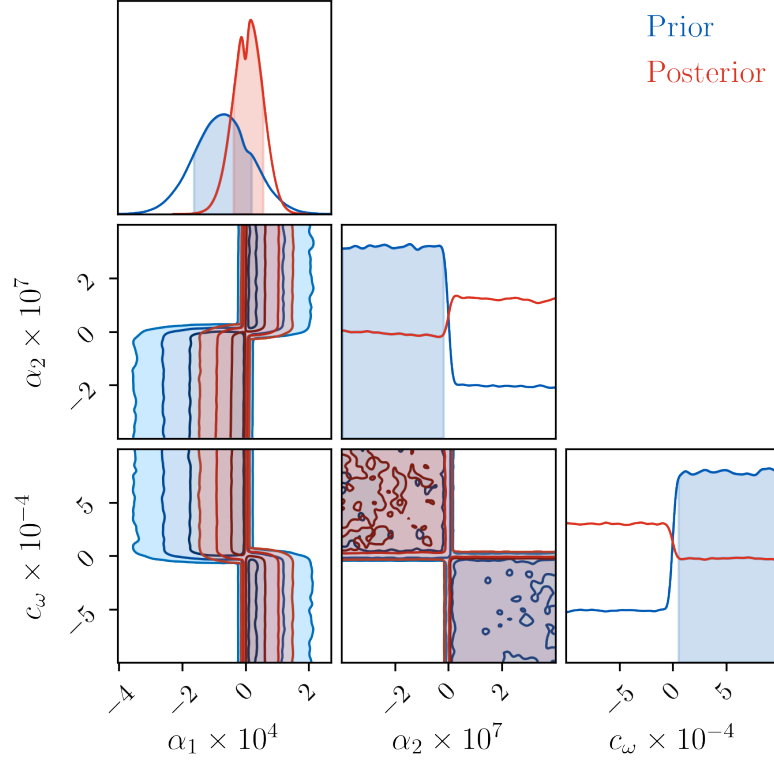 Prior
Posterior
α₂ × 10⁷
2
0
−2
c_ω × 10⁻⁴
5
0
−5
−4
−2
0
2
−2
0
2
−5
0
5
α₁ × 10⁴
α₂ × 10⁷
c_ω × 10⁻⁴